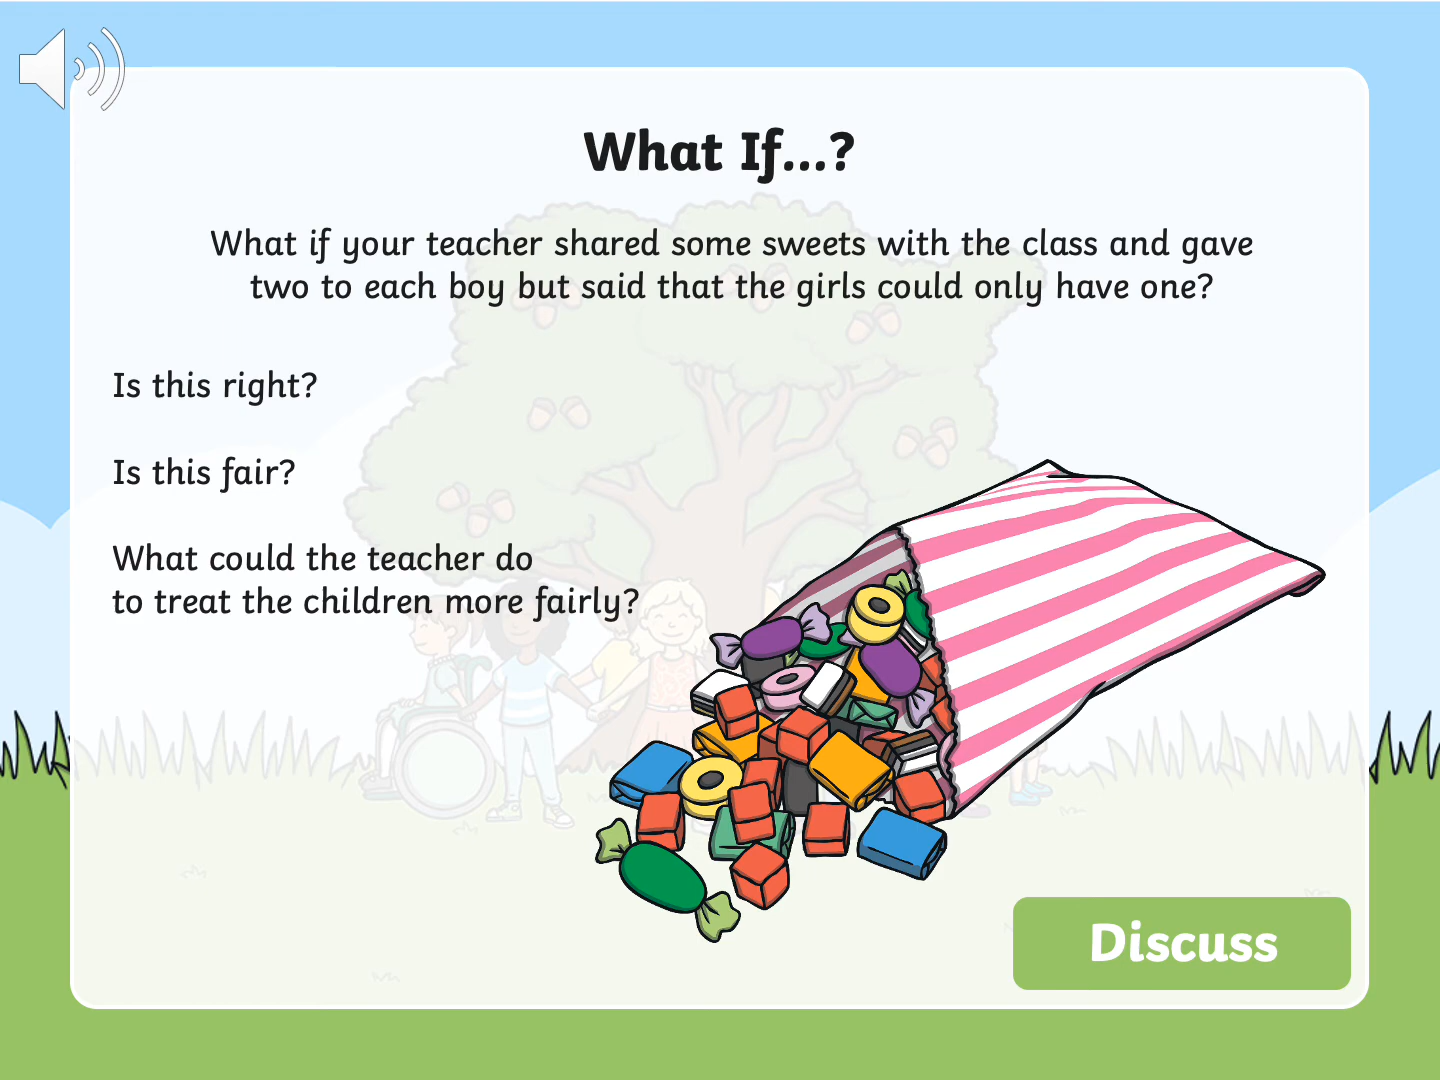 What If...?
What if your teacher shared some sweets with the class and gave
two to each boy but said that the girls could only have one?
Is this right?
Is this fair?
What could the teacher do
to treat the children more fairly?
Discuss